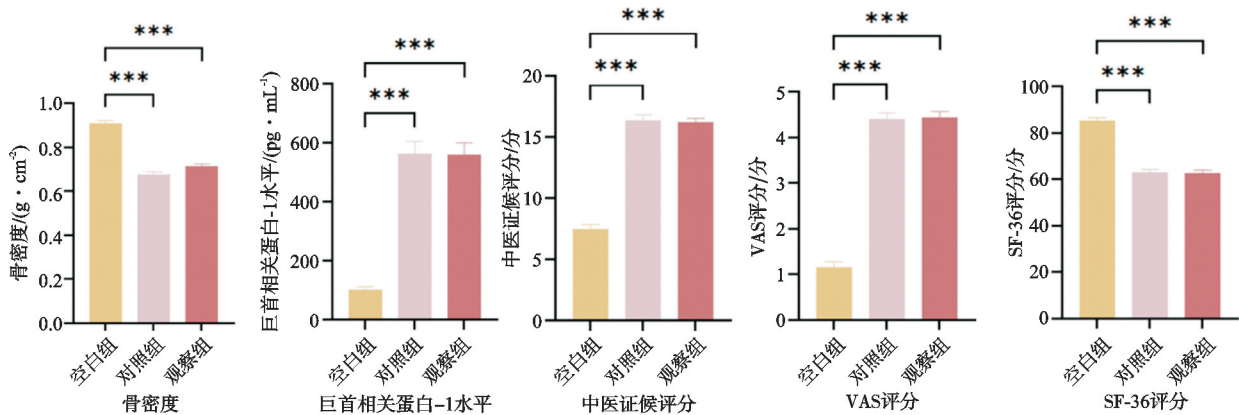 ***
***
骨密度/(g·cm⁻²)
1.0
0.8
0.6
0.4
0.2
0.0
空白组
对照组
观察组
骨密度
***
***
巨首相关蛋白-1水平/(pg·mL⁻¹)
800
600
400
200
0
空白组
对照组
观察组
巨首相关蛋白-1水平
***
***
中医证候评分/分
20
15
10
5
0
空白组
对照组
观察组
中医证候评分
***
***
VAS评分/分
5
4
3
2
1
0
空白组
对照组
观察组
VAS评分
***
***
SF-36评分/分
100
80
60
40
20
0
空白组
对照组
观察组
SF-36评分